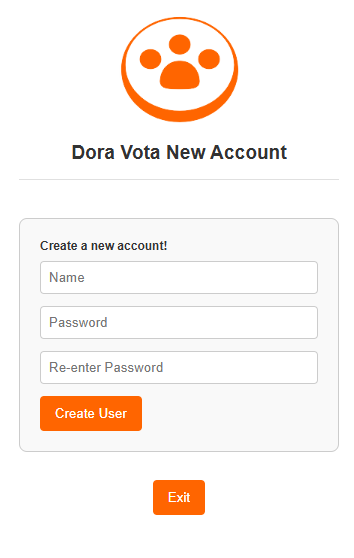 Dora Vota New Account
Create a new account!
Name
Password
Re-enter Password
Create User
Exit